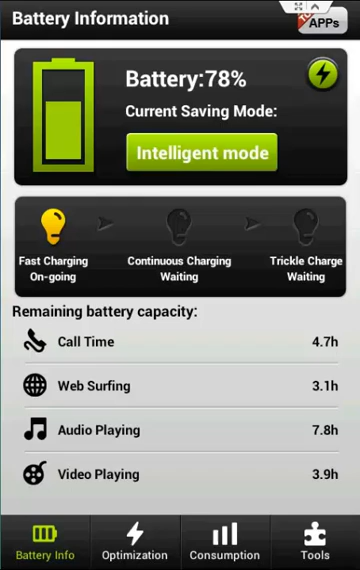 Battery Information
APPs
Battery:78%
Current Saving Mode:
Intelligent mode
Fast Charging
On-going
Continuous Charging
Waiting
Trickle Charge
Waiting
Remaining battery capacity:
Call Time 4.7h
Web Surfing 3.1h
Audio Playing 7.8h
Video Playing 3.9h
Battery Info Optimization Consumption Tools